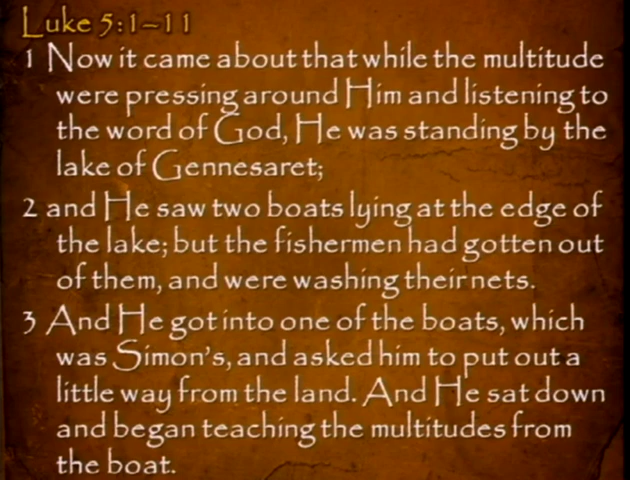 Luke 5:1–11
1 Now it came about that while the multitude
were pressing around Him and listening to
the word of God, He was standing by the
lake of Gennesaret;
2 and He saw two boats lying at the edge of
the lake; but the fishermen had gotten out
of them, and were washing their nets.
3 And He got into one of the boats, which
was Simon's, and asked him to put out a
little way from the land. And He sat down
and began teaching the multitudes from
the boat.